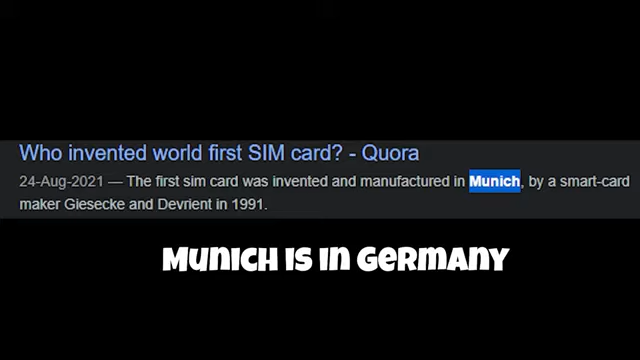 Who invented world first SIM card? - Quora
24-Aug-2021 — The first sim card was invented and manufactured in Munich, by a smart-card
maker Giesecke and Devrient in 1991.
MUNICH IS IN GERMANY